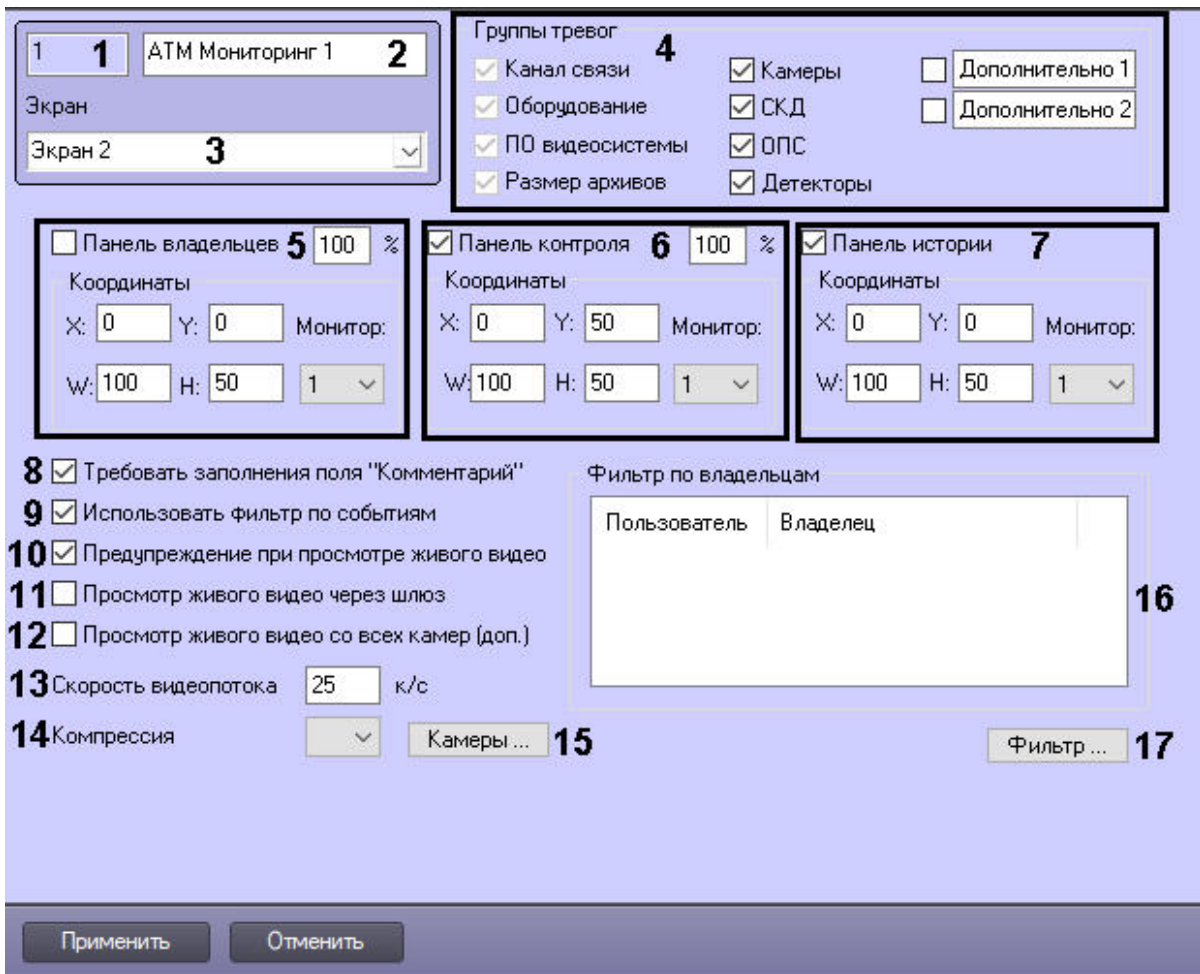 1 1 АТМ Мониторинг 1 2
Экран
Экран 2 3
Группы тревог 4
Канал связи Камеры Дополнительно 1
Оборудование СКД Дополнительно 2
ПО видеосистемы ОПС
Размер архивов Детекторы
Панель владельцев 5 100 %
Координаты
X: 0 Y: 0 Монитор:
W: 100 H: 50 1
Панель контроля 6 100 %
Координаты
X: 0 Y: 50 Монитор:
W: 100 H: 50 1
Панель истории 7
Координаты
X: 0 Y: 0 Монитор:
W: 100 H: 50 1
8 Требовать заполнения поля "Комментарий"
9 Использовать фильтр по событиям
10 Предупреждение при просмотре живого видео
11 Просмотр живого видео через шлюз
12 Просмотр живого видео со всех камер (доп.)
13 Скорость видеопотока 25 к/с
14 Компрессия Камеры ... 15
Фильтр по владельцам
Пользователь Владелец
16
Фильтр ... 17
Применить Отменить